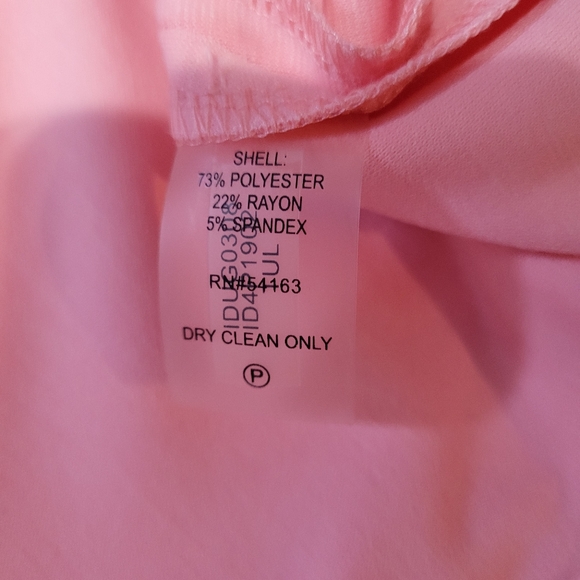 SHELL:
73% POLYESTER
22% RAYON
5% SPANDEX
RN#54163
DRY CLEAN ONLY
P